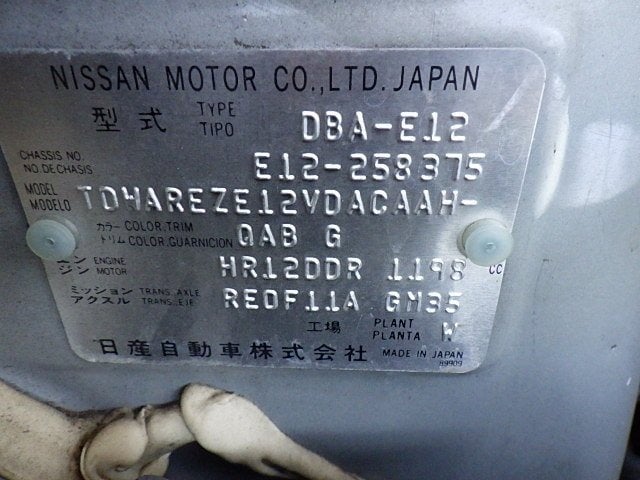 NISSAN MOTOR CO.,LTD. JAPAN
型式 TYPE TIPO DBA-E12
CHASSIS NO. NO. DE CHASIS E12-258375
MODEL MODELO TDWAREZE12VDACAAH-
カラー COLOR,TRIM トリム COLOR,GUARNICION QAB G
エンジン ENGINE MOTOR HR12DDR 1198 CC
ミッション TRANS. AXLE アクスル TRANS. EJE RE0F11A GM35
工場 PLANT PLANTA W
日産自動車株式会社 MADE IN JAPAN
89909